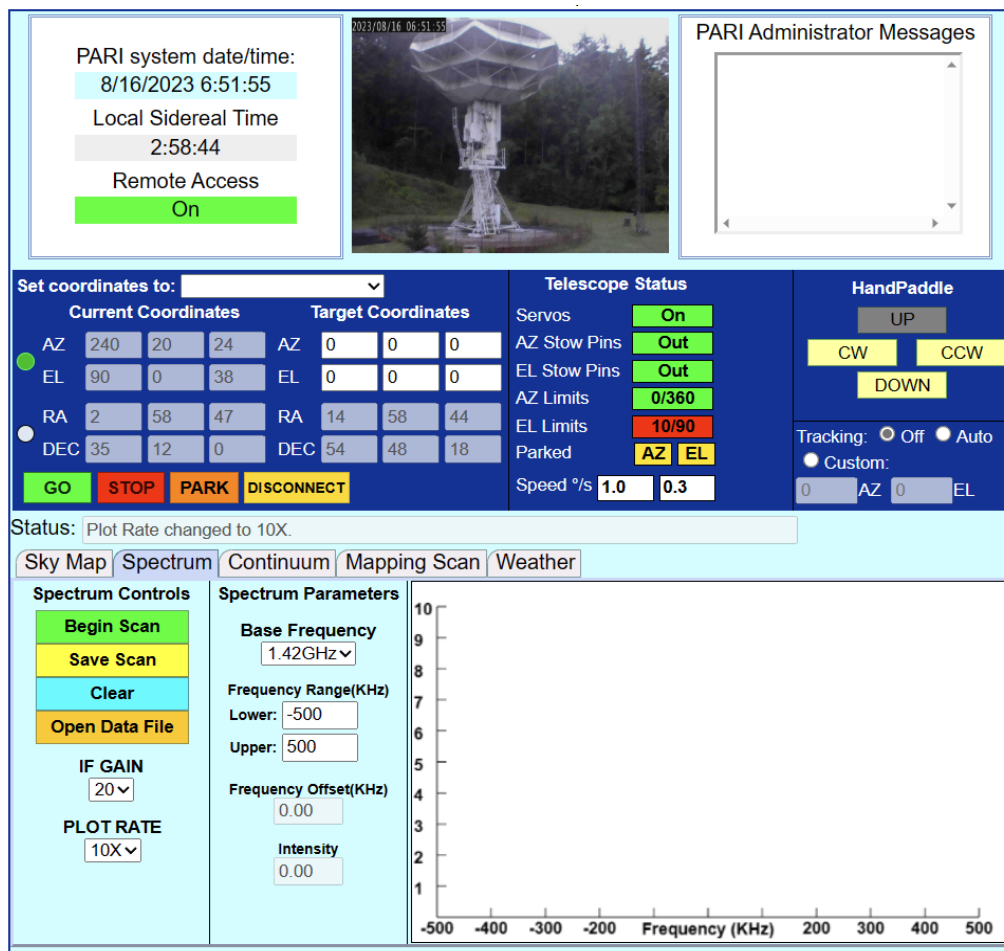 PARI system date/time:
8/16/2023 6:51:55
Local Sidereal Time
2:58:44
Remote Access
On
2023/08/16 06:51:55
PARI Administrator Messages
Set coordinates to:
Current Coordinates
Target Coordinates
AZ 240 20 24 AZ 0 0 0
EL 90 0 38 EL 0 0 0
RA 2 58 47 RA 14 58 44
DEC 35 12 0 DEC 54 48 18
GO STOP PARK DISCONNECT
Telescope Status
Servos On
AZ Stow Pins Out
EL Stow Pins Out
AZ Limits 0/360
EL Limits 10/90
Parked AZ EL
Speed °/s 1.0 0.3
HandPaddle
UP
CW CCW
DOWN
Tracking: Off Auto
Custom:
0 AZ 0 EL
Status: Plot Rate changed to 10X.
Sky Map Spectrum Continuum Mapping Scan Weather
Spectrum Controls
Begin Scan
Save Scan
Clear
Open Data File
IF GAIN
20
PLOT RATE
10X
Spectrum Parameters
Base Frequency
1.42GHz
Frequency Range(KHz)
Lower: -500
Upper: 500
Frequency Offset(KHz)
0.00
Intensity
0.00
10
9
8
7
6
5
4
3
2
1
-500 -400 -300 -200 Frequency (KHz) 200 300 400 500